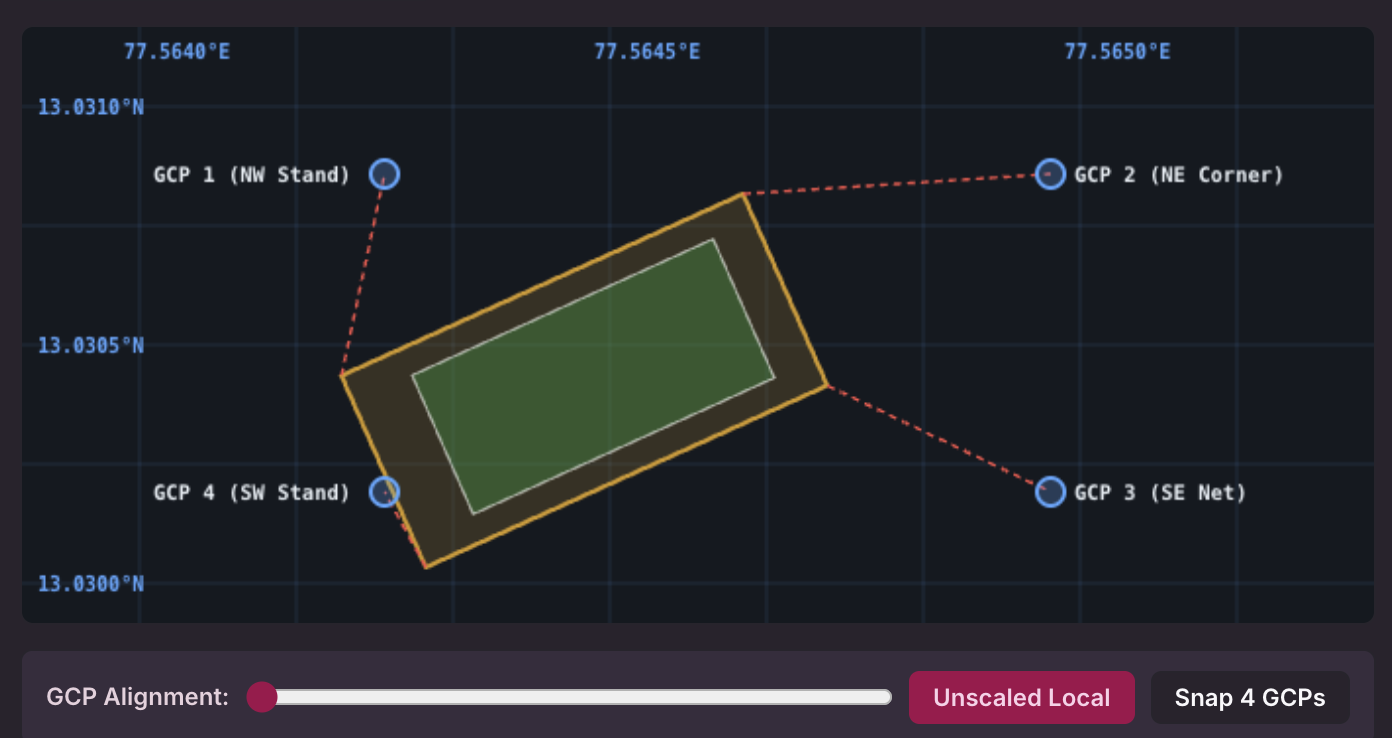 77.5640°E 77.5645°E 77.5650°E
13.0310°N
GCP 1 (NW Stand) GCP 2 (NE Corner)
13.0305°N
GCP 4 (SW Stand) GCP 3 (SE Net)
13.0300°N
GCP Alignment: Unscaled Local Snap 4 GCPs